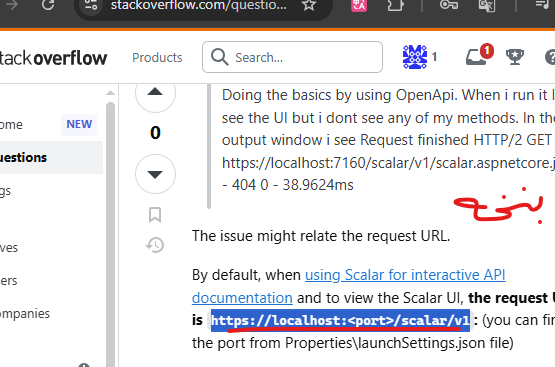 stackoverflow.com/questio...
stackoverflow
Products
Search...
1
1
ome
NEW
uestions
gs
ves
ers
ompanies
0
Doing the basics by using OpenApi. When i run it I
see the UI but i dont see any of my methods. In the
output window i see Request finished HTTP/2 GET
https://localhost:7160/scalar/v1/scalar.aspnetcore.j
- 404 0 - 38.9624ms
The issue might relate the request URL.
By default, when using Scalar for interactive API
documentation and to view the Scalar UI, the request U
is https://localhost:<port>/scalar/v1 : (you can fin
the port from Properties\launchSettings.json file)